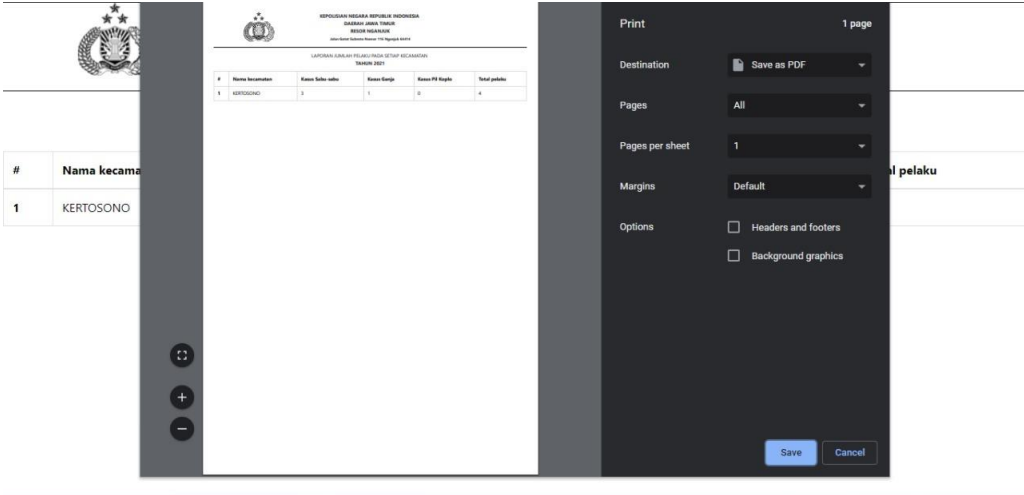 KEPOLISIAN NEGARA REPUBLIK INDONESIA
DAERAH JAWA TIMUR
RESOR NGANJUK
LAPORAN JUMLAH PELAKU PADA SETIAP KECAMATAN
TAHUN 2021
# Nama kecamatan Kasus Sabu-sabu Kasus Ganja Kasus Pil Koplo Total pelaku
1 KERTOSONO 3 1 0 4
Print 1 page
Destination Save as PDF
Pages All
Pages per sheet 1
Margins Default
Options Headers and footers
Background graphics
Save Cancel
# Nama kecama al pelaku
1 KERTOSONO